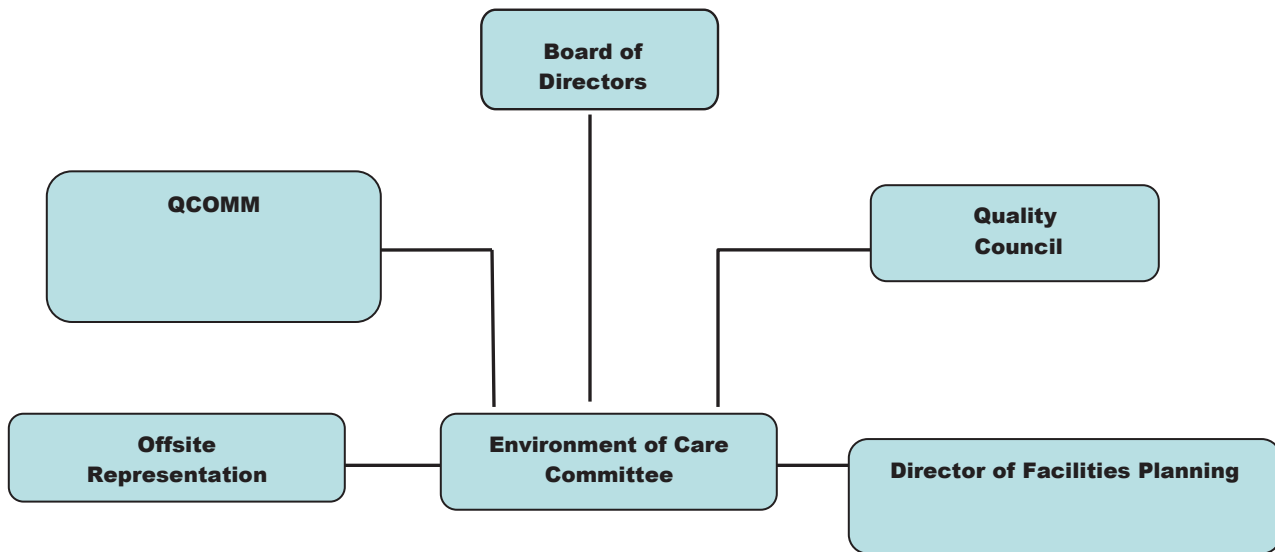 Board of
Directors
QCOMM
Quality
Council
Offsite
Representation
Environment of Care
Committee
Director of Facilities Planning